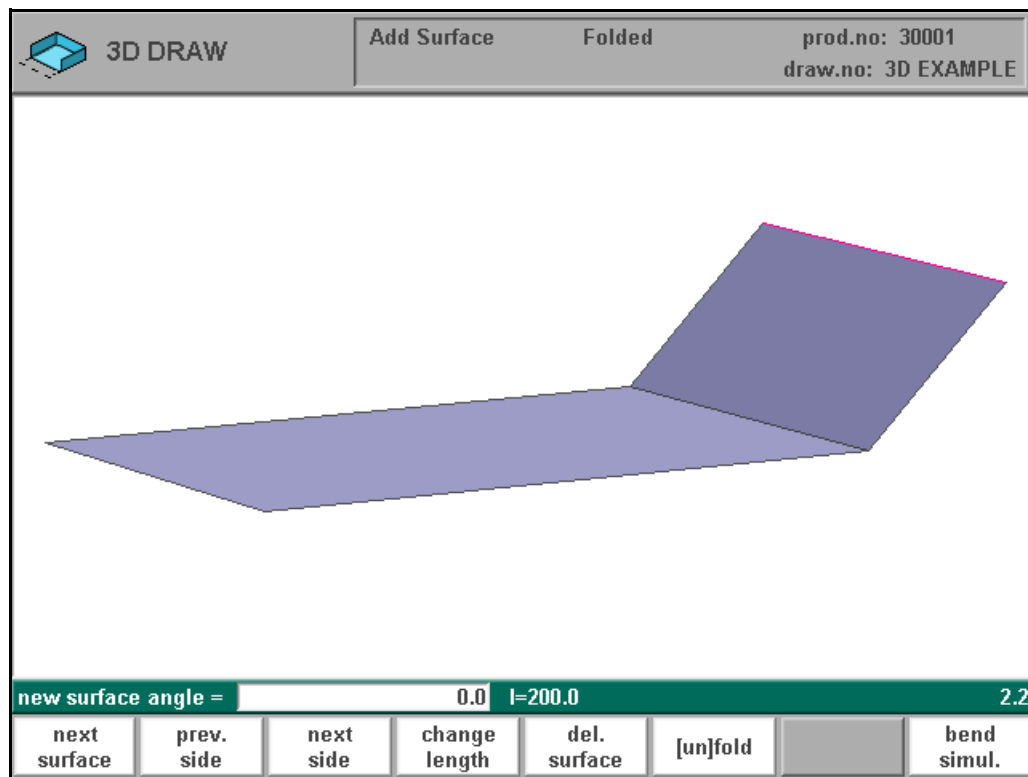 3D DRAW
Add Surface Folded prod.no: 30001
draw.no: 3D EXAMPLE
new surface angle = 0.0 l=200.0 2.2
next surface
prev. side
next side
change length
del. surface
[un]fold
bend simul.